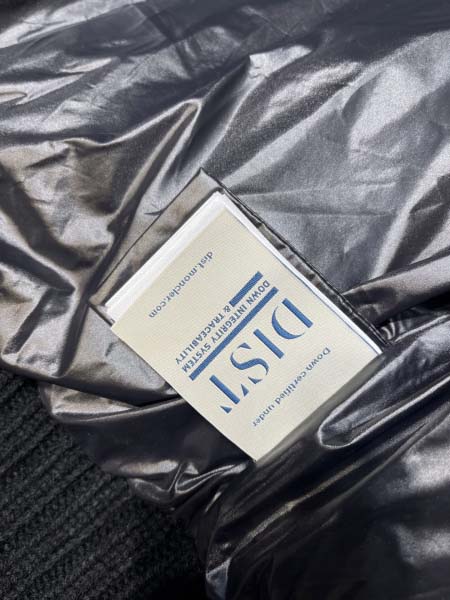 Down certified under
DIST
DOWN INTEGRITY SYSTEM
& TRACEABILITY
dist.moncler.com